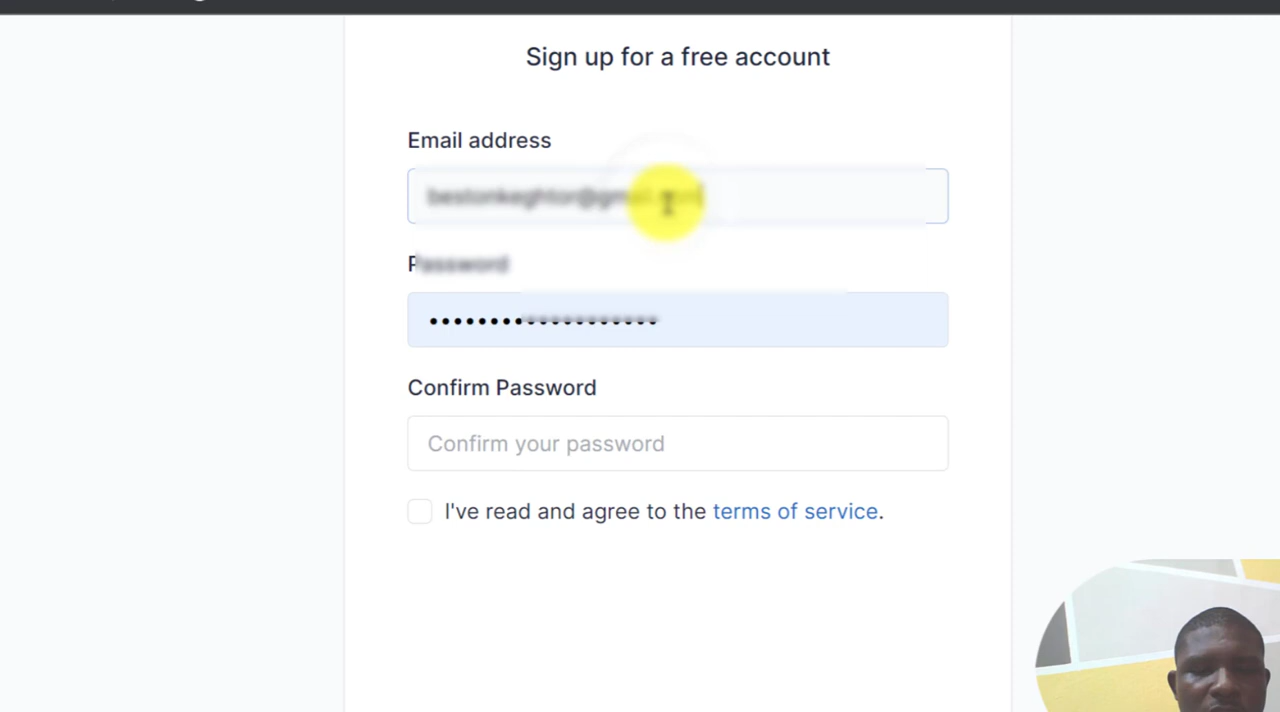 Sign up for a free account
Email address
Password
Confirm Password
Confirm your password
I've read and agree to the terms of service.